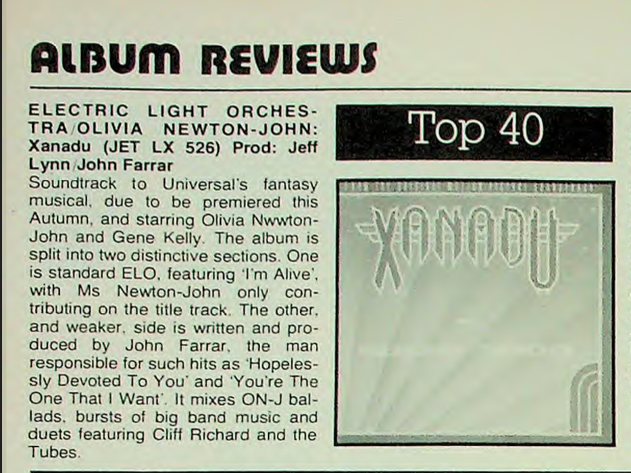 ALBUM REVIEWS
ELECTRIC LIGHT ORCHES-
TRA/OLIVIA NEWTON-JOHN:
Xanadu (JET LX 526) Prod: Jeff
Lynn/John Farrar
Soundtrack to Universal's fantasy
musical, due to be premiered this
Autumn, and starring Olivia Nwwton-
John and Gene Kelly. The album is
split into two distinctive sections. One
is standard ELO, featuring 'I'm Alive',
with Ms Newton-John only con-
tributing on the title track. The other,
and weaker, side is written and pro-
duced by John Farrar, the man
responsible for such hits as 'Hopeles-
sly Devoted To You' and 'You're The
One That I Want'. It mixes ON-J bal-
lads, bursts of big band music and
duets featuring Cliff Richard and the
Tubes.
Top 40
XANADU